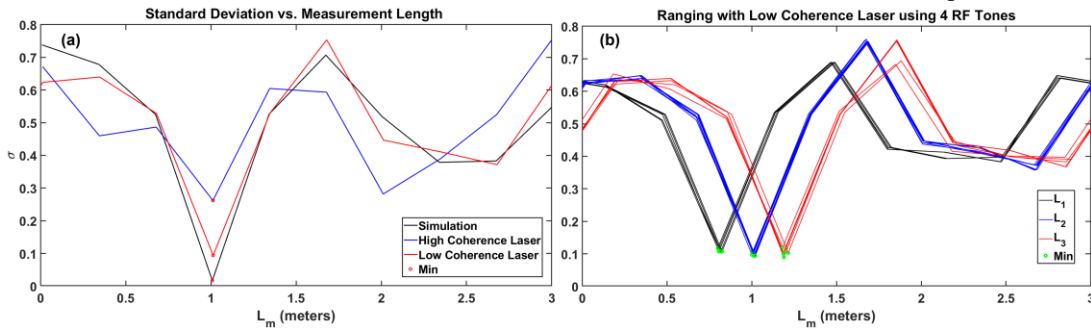 Standard Deviation vs. Measurement Length
(a)
0.8
0.7
0.6
0.5
0.4
0.3
0.2
0.1
0
σ
Simulation
High Coherence Laser
Low Coherence Laser
Min
0 0.5 1 1.5 2 2.5 3
L_m (meters)
Ranging with Low Coherence Laser using 4 RF Tones
(b)
0.8
0.7
0.6
0.5
0.4
0.3
0.2
0.1
0
L_1
L_2
L_3
Min
0 0.5 1 1.5 2 2.5 3
L_m (meters)